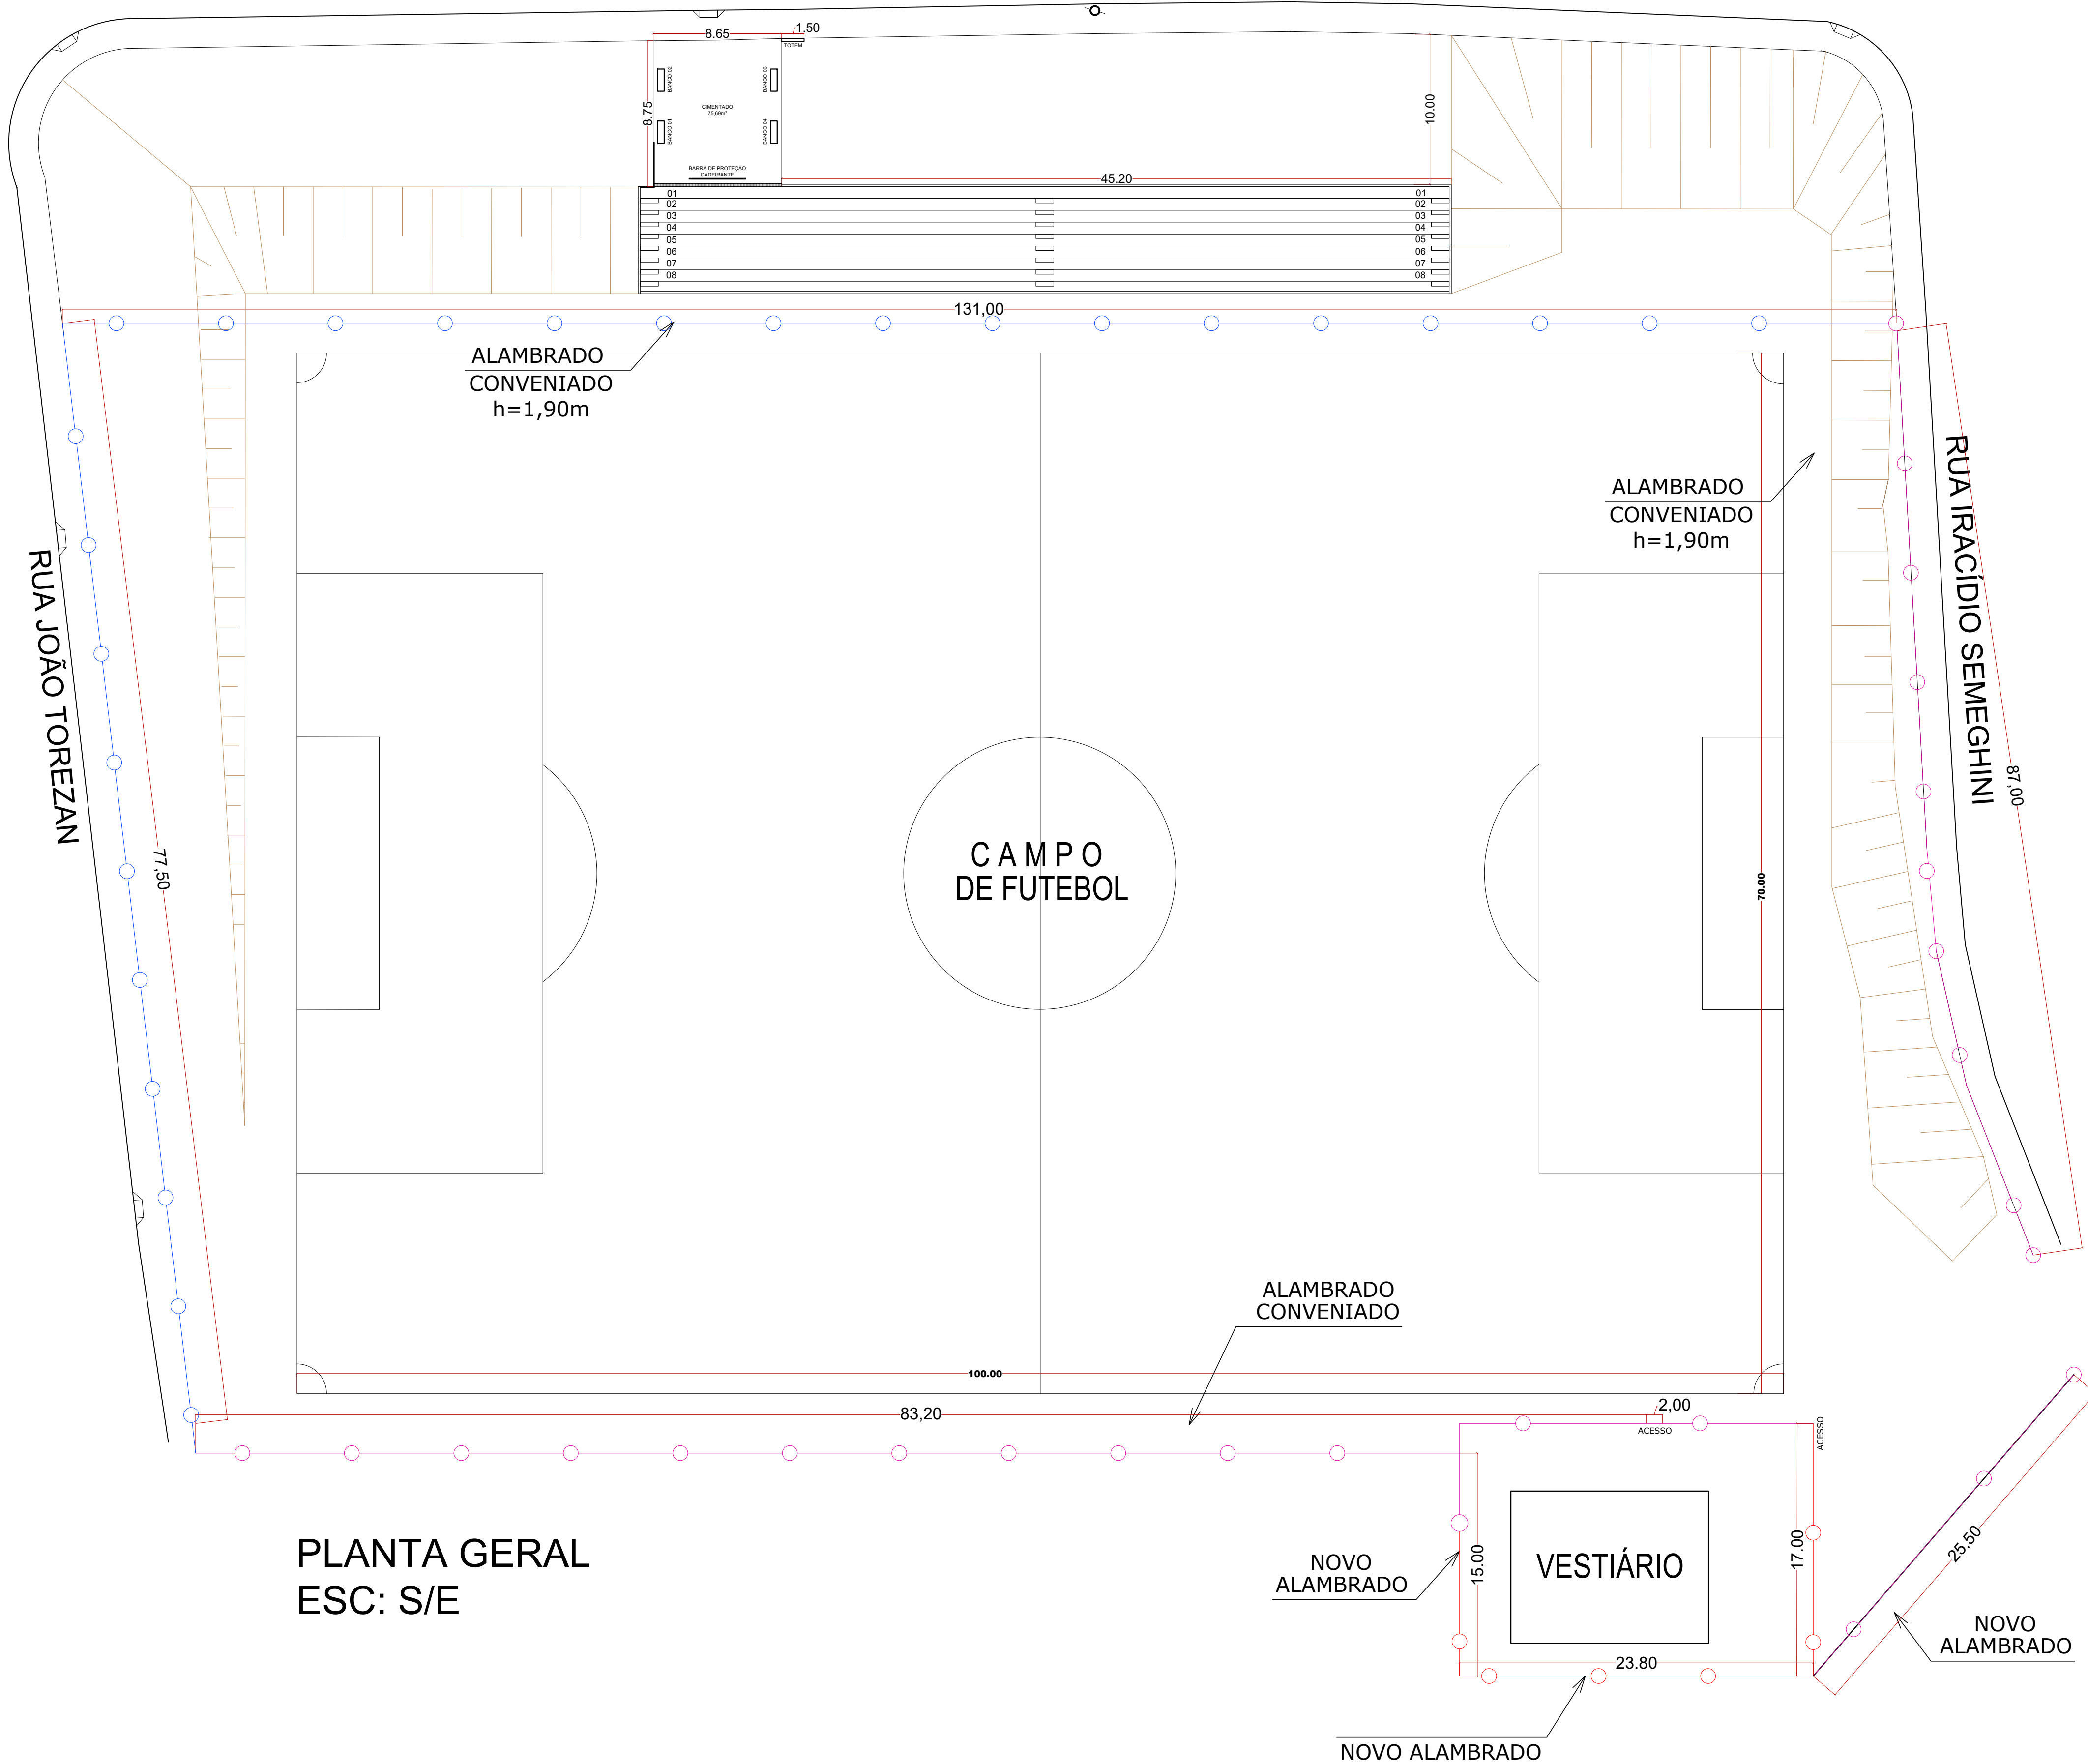 8.65
1.50
TOTEM
BANCO 02
BANCO 03
8.75
CIMENTADO
75,69m²
10.00
BANCO 01
BANCO 04
BARRA DE PROTEÇÃO
CADEIRANTE
45.20
01
01
02
02
03
03
04
04
05
05
06
06
07
07
08
08
131,00
ALAMBRADO
CONVENIADO
h=1,90m
ALAMBRADO
CONVENIADO
h=1,90m
RUA IRACÍDIO SEMEGHINI
RUA JOÃO TOREZAN
87,00
77,50
CAMPO
DE FUTEBOL
70.00
ALAMBRADO
CONVENIADO
100.00
83,20
2,00
ACESSO
ACESSO
PLANTA GERAL
ESC: S/E
NOVO
ALAMBRADO
15.00
VESTIÁRIO
17.00
25,50
NOVO
ALAMBRADO
23.80
NOVO ALAMBRADO